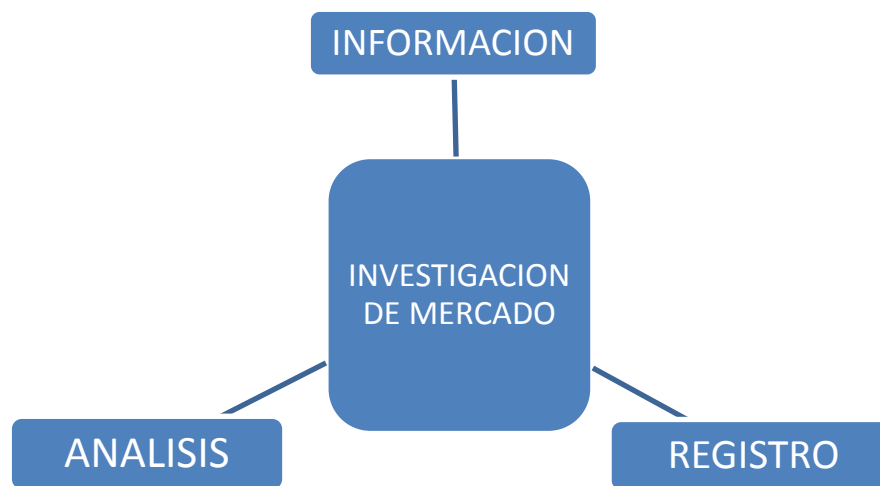 INFORMACION
INVESTIGACION
DE MERCADO
ANALISIS
REGISTRO